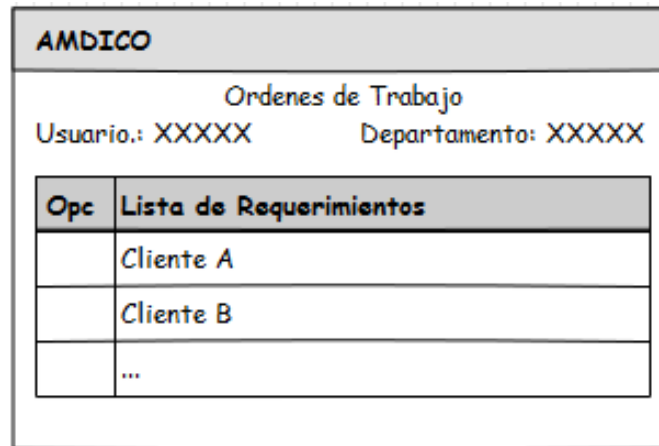 AMDICO
Ordenes de Trabajo
Usuario.: XXXXX Departamento: XXXXX
Opc Lista de Requerimientos
Cliente A
Cliente B
...